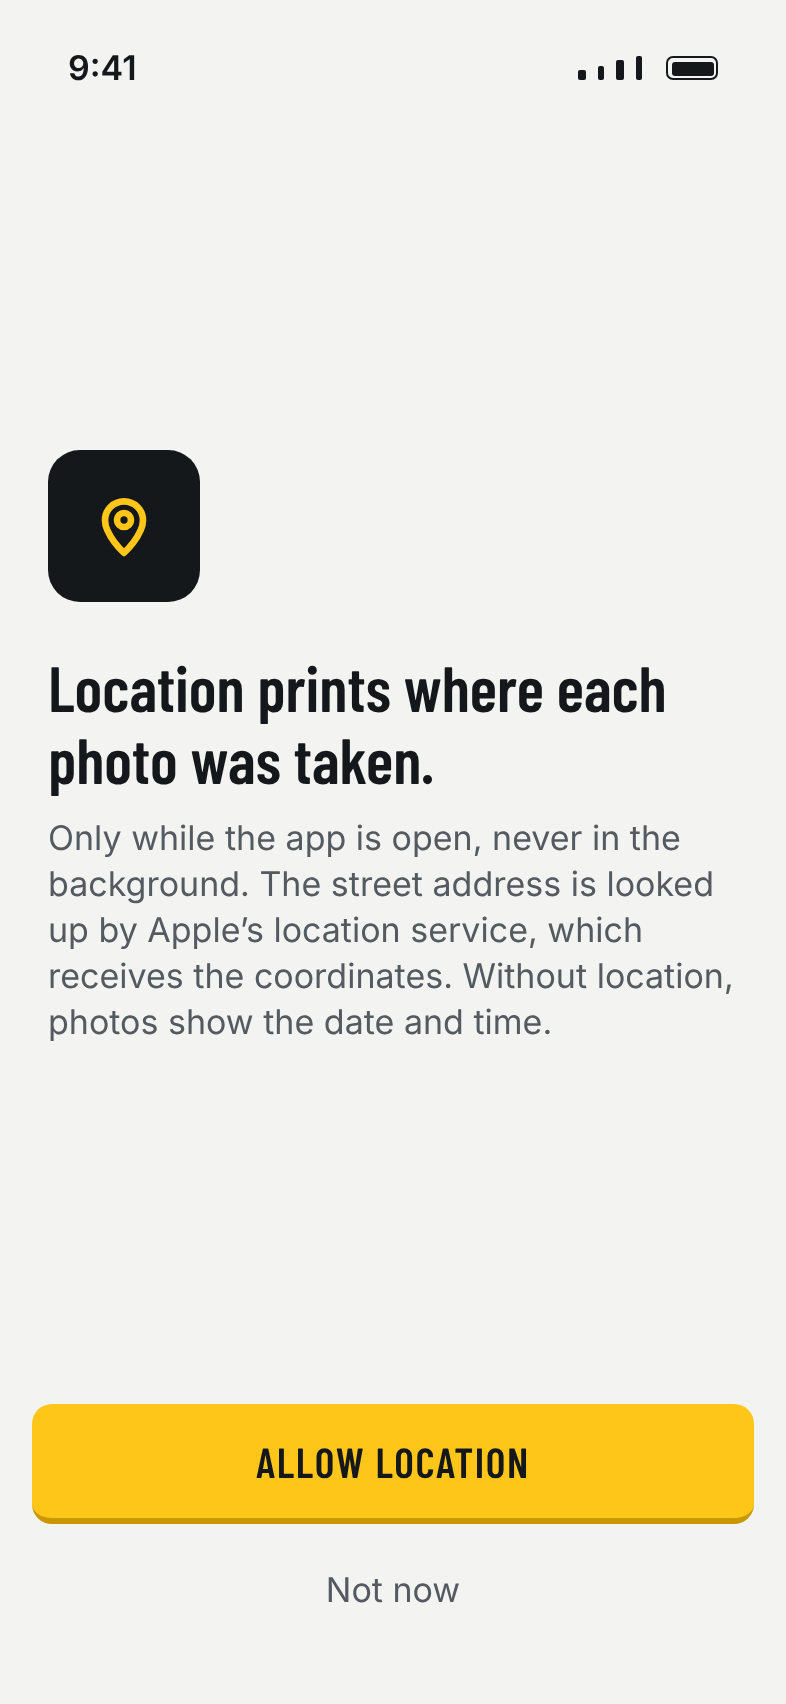 9:41
Location prints where each
photo was taken.
Only while the app is open, never in the
background. The street address is looked
up by Apple’s location service, which
receives the coordinates. Without location,
photos show the date and time.
ALLOW LOCATION
Not now